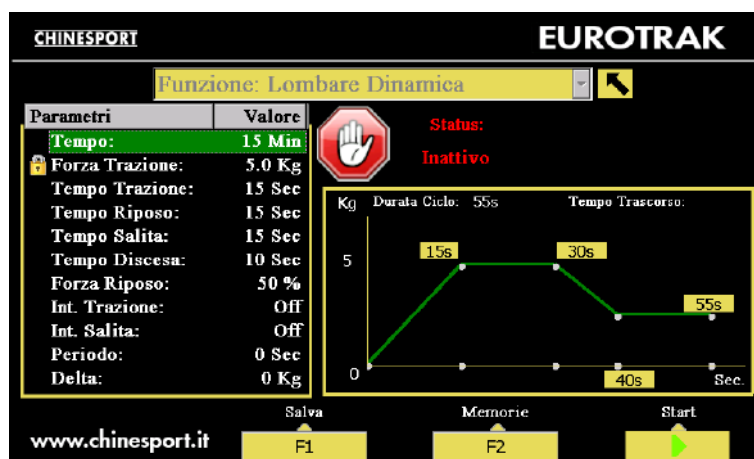 CHINESPORT
EUROTRAK
Funzione: Lombare Dinamica
Parametri Valore
Tempo: 15 Min
Forza Trazione: 5.0 Kg
Tempo Trazione: 15 Sec
Tempo Riposo: 15 Sec
Tempo Salita: 15 Sec
Tempo Discesa: 10 Sec
Forza Riposo: 50 %
Int. Trazione: Off
Int. Salita: Off
Periodo: 0 Sec
Delta: 0 Kg
Status:
Inattivo
Kg Durata Ciclo: 55s Tempo Trascorso:
15s 30s
5
55s
0
40s Sec.
Salva Memorie Start
www.chinesport.it F1 F2